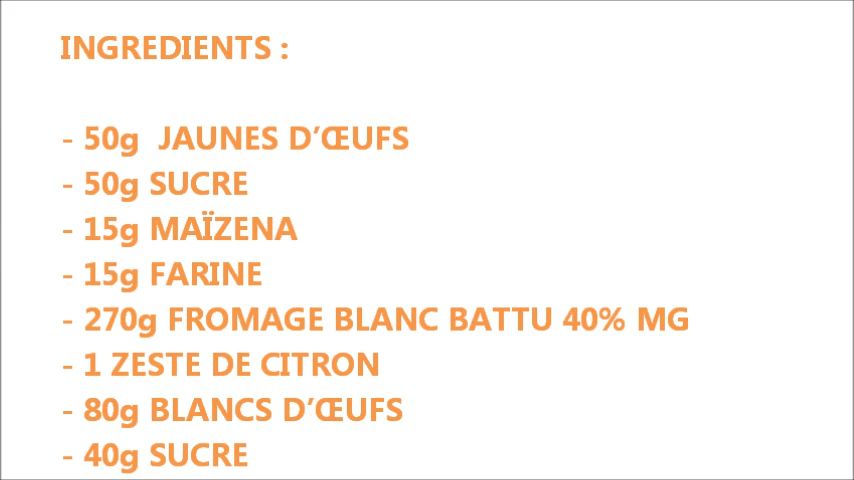 INGREDIENTS :
- 50g  JAUNES D’ŒUFS
- 50g SUCRE
- 15g MAÏZENA
- 15g FARINE
- 270g FROMAGE BLANC BATTU 40% MG
- 1 ZESTE DE CITRON
- 80g BLANCS D’ŒUFS
- 40g SUCRE